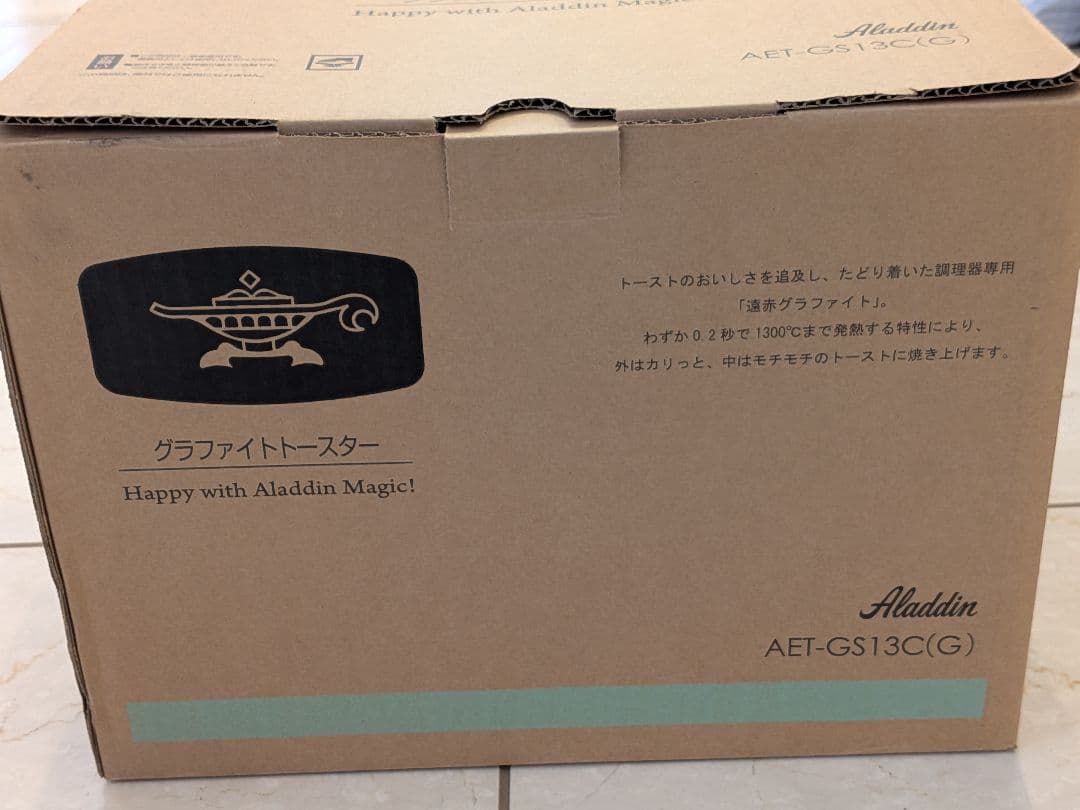 Happy with Aladdin Magic
Aladdin
AET-GS13C(G)
トーストのおいしさを追及し、たどり着いた調理器専用
「遠赤グラファイト」。
わずか0.2秒で1300℃まで発熱する特性により、
外はカリっと、中はモチモチのトーストに焼き上げます。
グラファイトトースター
Happy with Aladdin Magic!
Aladdin
AET-GS13C(G)